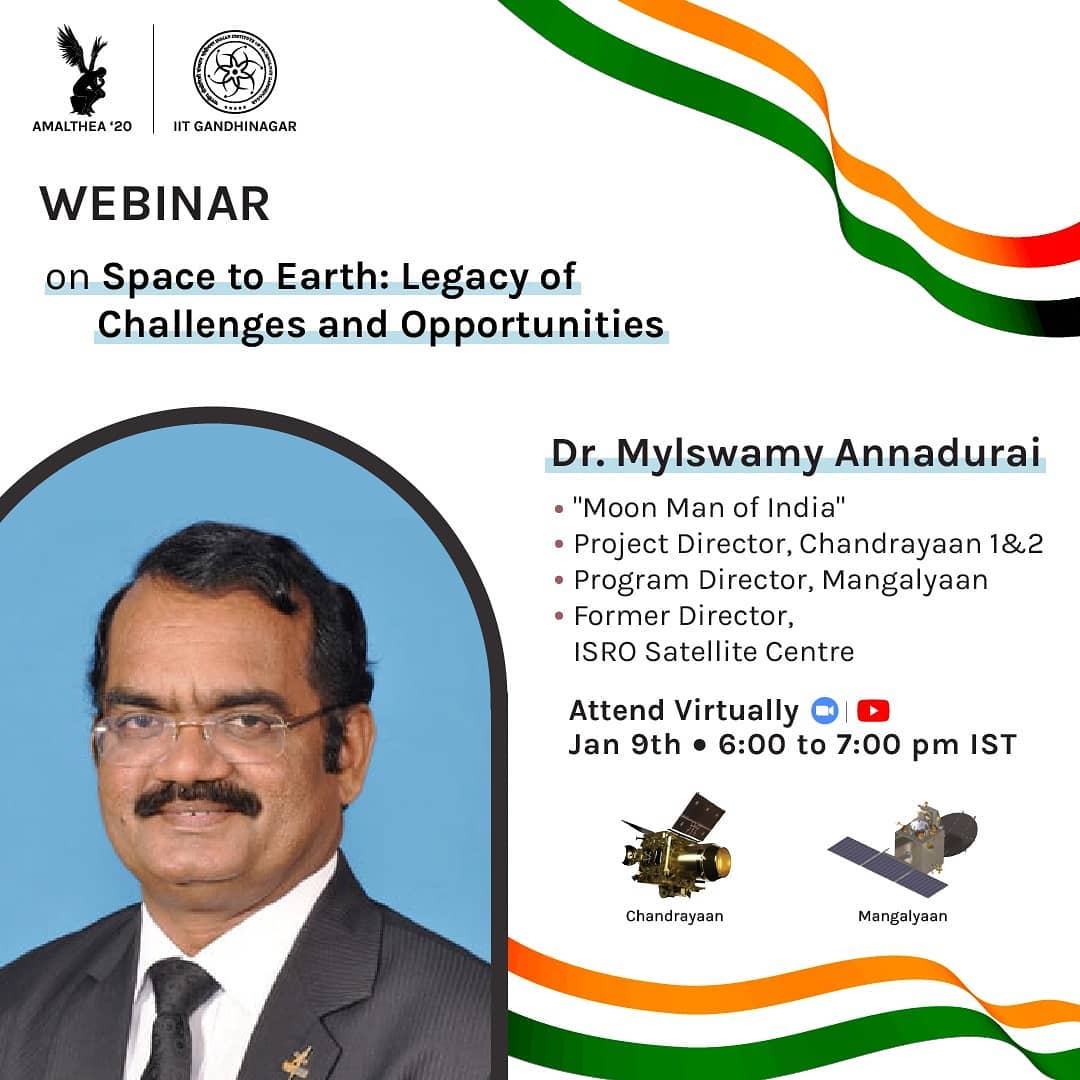 AMALTHEA ‘20
IIT GANDHINAGAR
WEBINAR
on Space to Earth: Legacy of
Challenges and Opportunities
Dr. Mylswamy Annadurai
• "Moon Man of India"
• Project Director, Chandrayaan 1&2
• Program Director, Mangalyaan
• Former Director,
ISRO Satellite Centre
Attend Virtually
Jan 9th • 6:00 to 7:00 pm IST
Chandrayaan
Mangalyaan